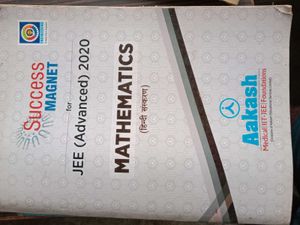 Success
MAGNET
for
JEE (Advanced) 2020
MATHEMATICS
(हिन्दी संस्करण)
Aakash
Medical|IIT-JEE|Foundations